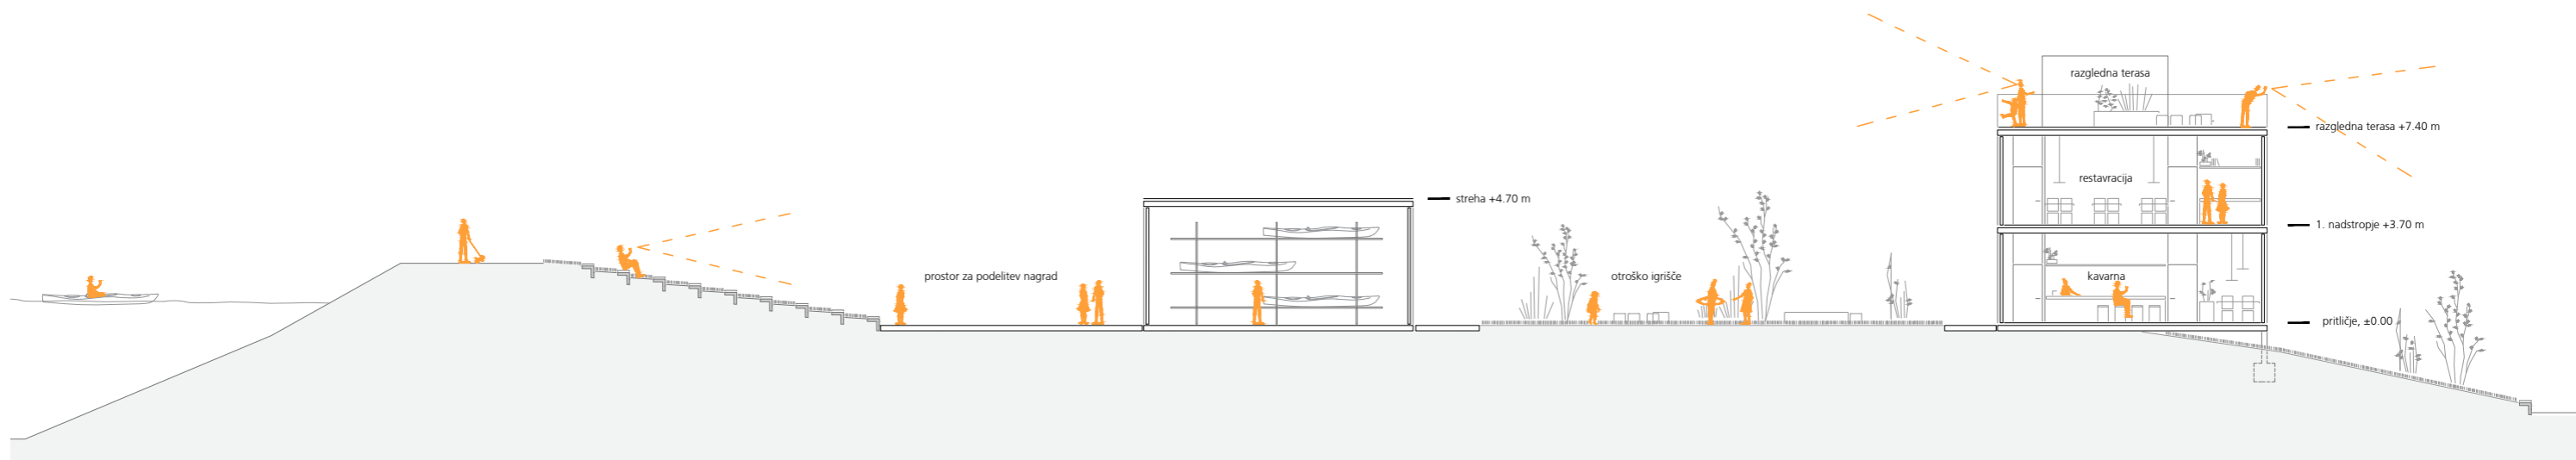 prostor za podelitev nagrad
streha +4.70 m
otroško igrišče
razgledna terasa
restavracija
kavarna
razgledna terasa +7.40 m
1. nadstropje +3.70 m
pritličje, ±0.00